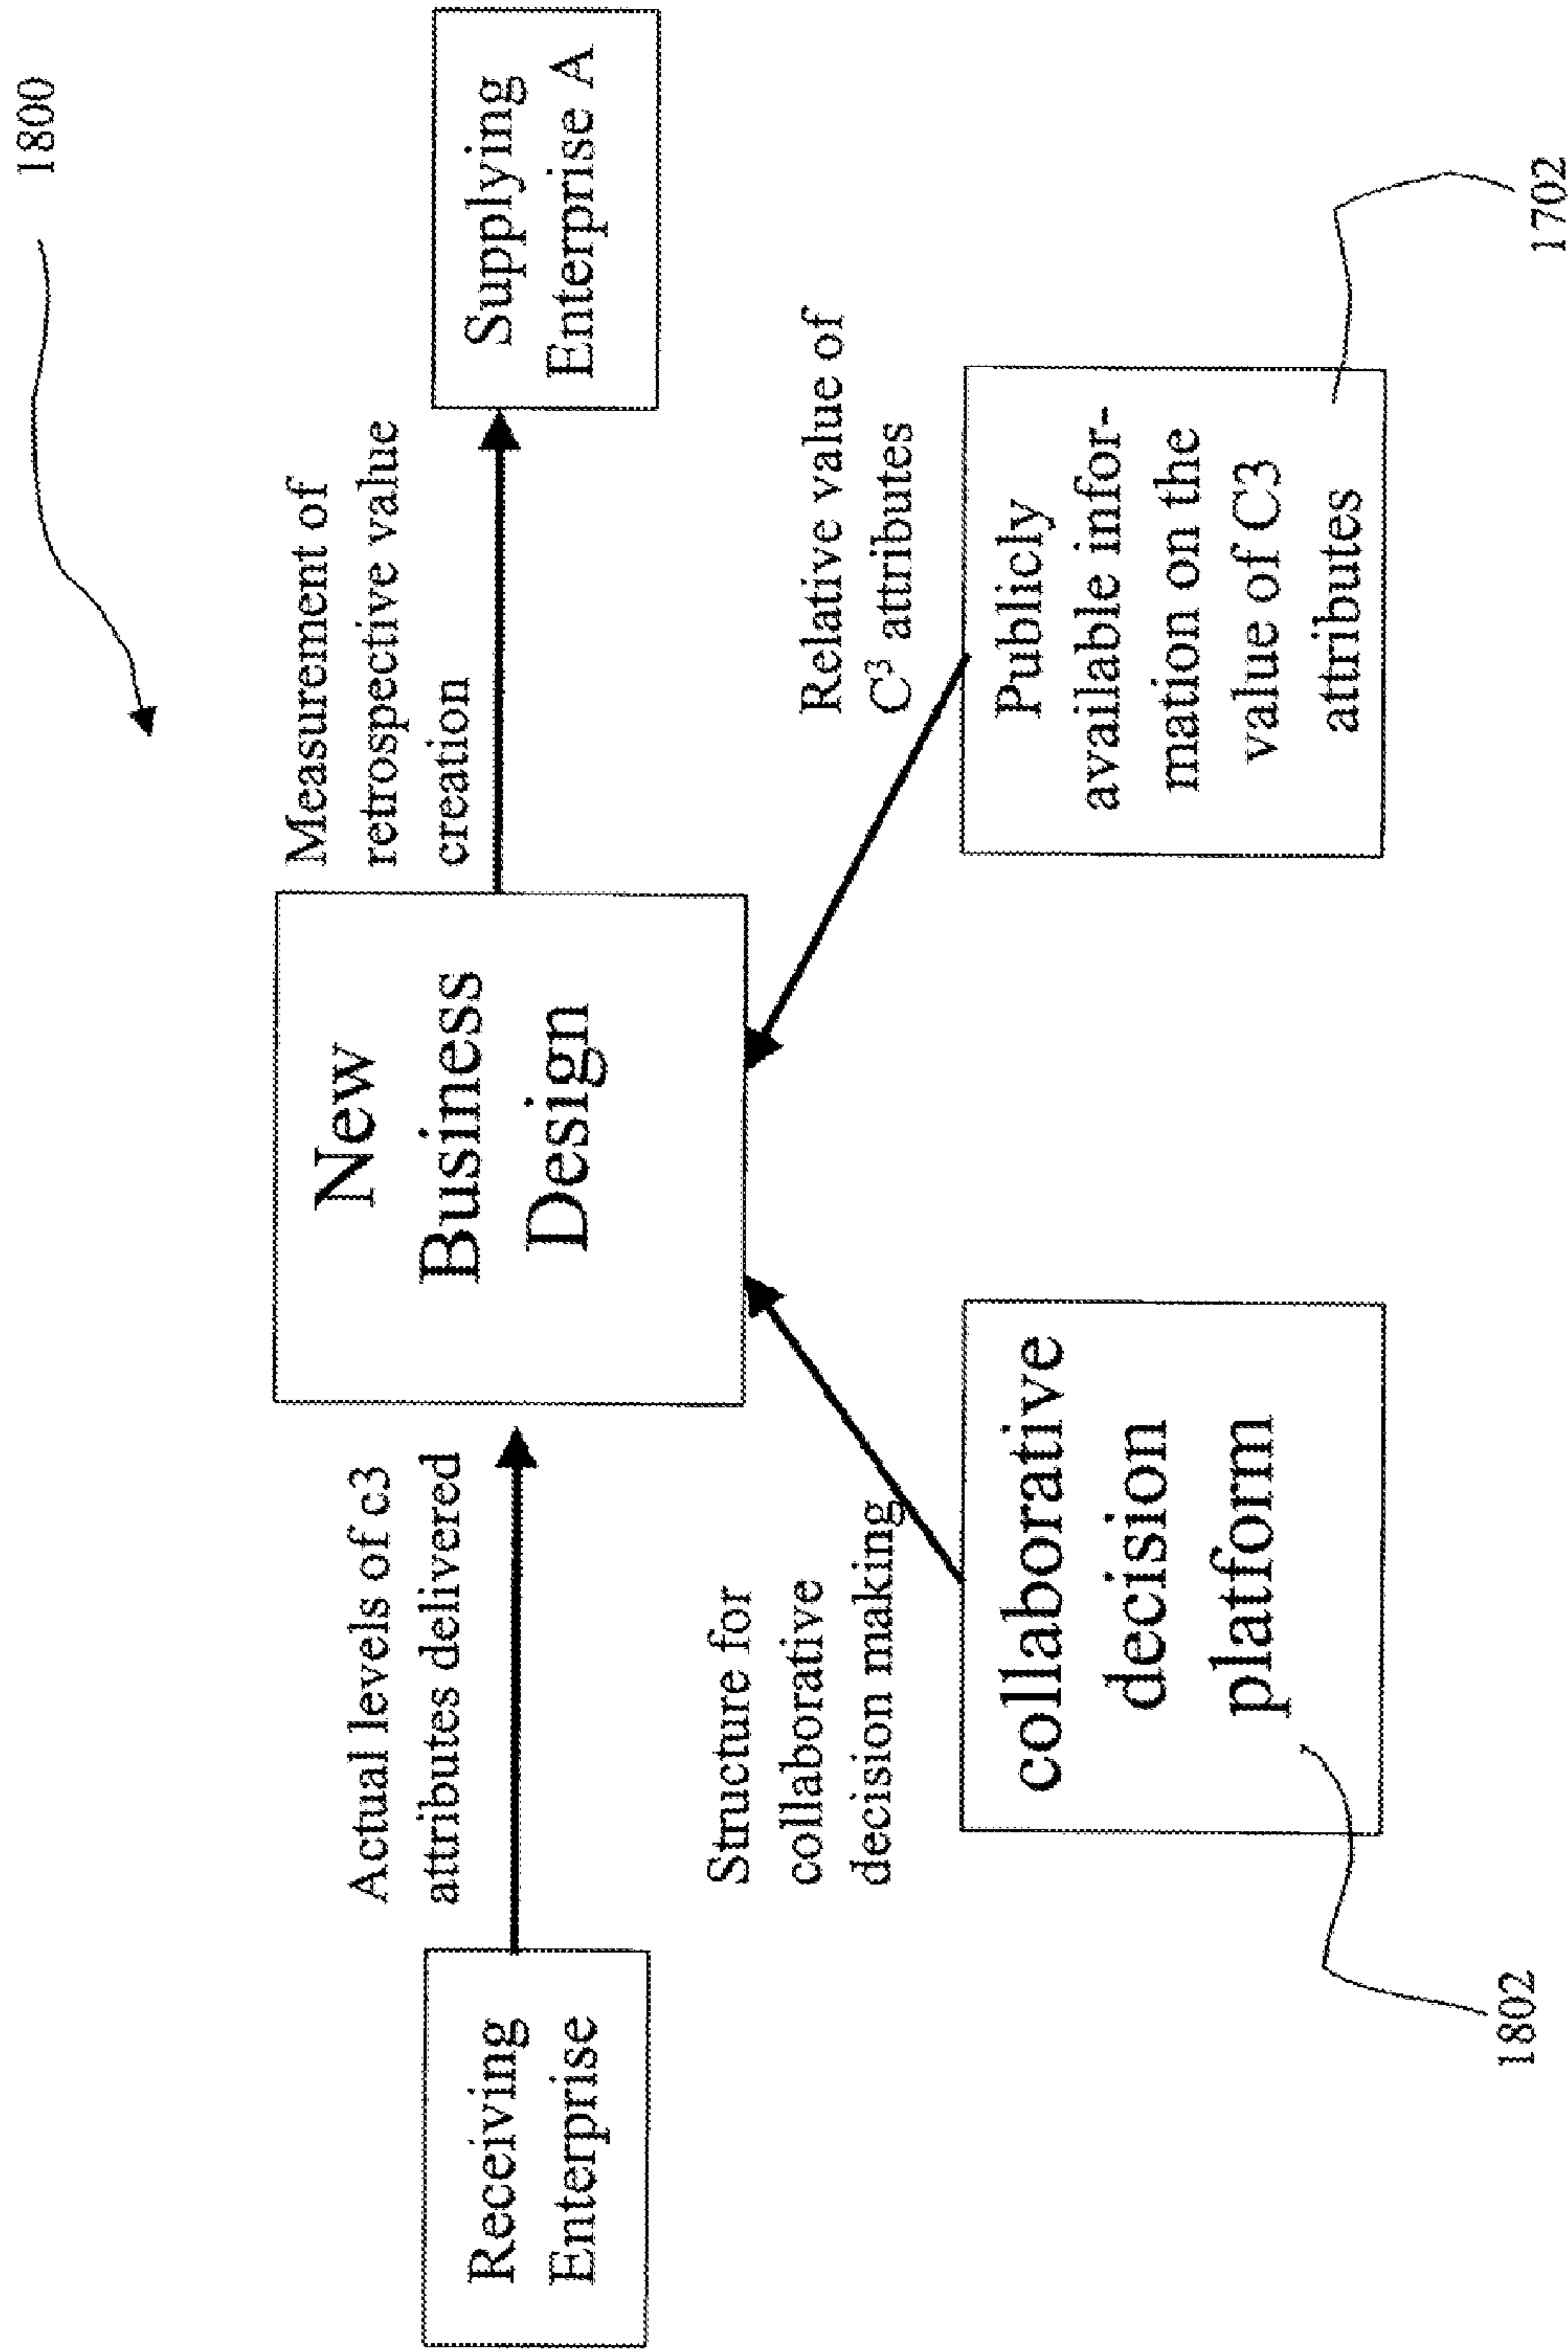 1800
Receiving
Enterprise
Actual levels of c3
attributes delivered
New
Business
Design
Measurement of
retrospective value
creation
Supplying
Enterprise A
Structure for
collaborative
decision making
Relative value of
C³ attributes
collaborative
decision
platform
Publicly
available infor-
mation on the
value of C3
attributes
1802
1702